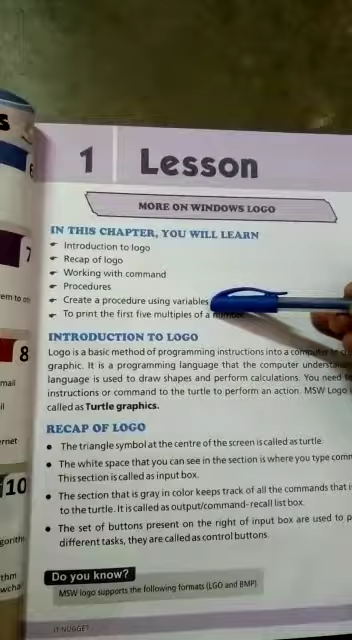 1 Lesson
MORE ON WINDOWS LOGO
IN THIS CHAPTER, YOU WILL LEARN
Introduction to logo
Recap of logo
Working with command
Procedures
Create a procedure using variables
To print the first five multiples of a number
INTRODUCTION TO LOGO
Logo is a basic method of programming instructions into a computer
graphic. It is a programming language that the computer
language is used to draw shapes and perform calculations. You need
instructions or command to the turtle to perform an action. MSW Logo
called as Turtle graphics.
RECAP OF LOGO
• The triangle symbol at the centre of the screen is called as turtle.
• The white space that you can see in the section is where you type
This section is called as input box.
• The section that is gray in color keeps track of all the commands that
to the turtle. It is called as output/command-recall list box.
• The set of buttons present on the right of input box are used to
different tasks, they are called as control buttons.
Do you know?
MSW logo supports the following formats (LGO and BMP).
IT NUGGET
7
8
mail
10